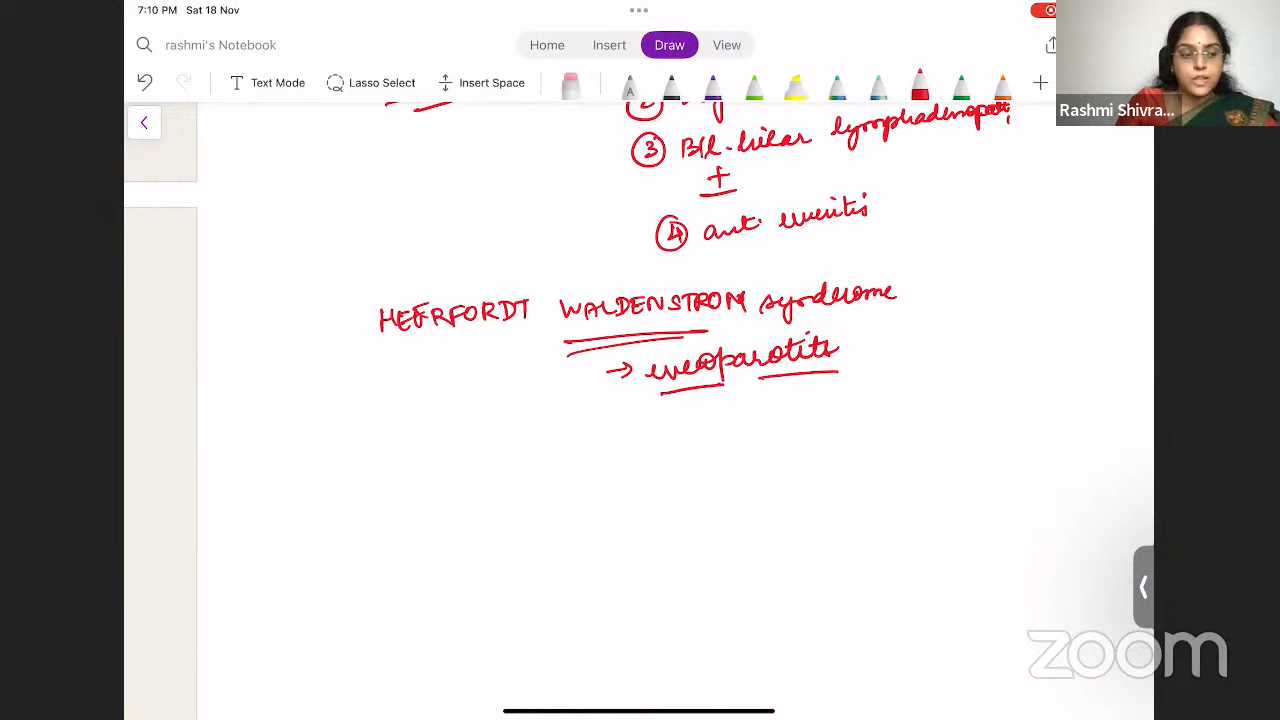 7:10 PM Sat 18 Nov
rashmi's Notebook
Home Insert Draw View
Text Mode Lasso Select Insert Space
A
2
3 B/L-hilar lymphadenopathy
+
4 ant. uveitis
HEERFORDT WALDENSTROM syndrome
→ uveoparotitis
Rashmi Shivra...
zoom